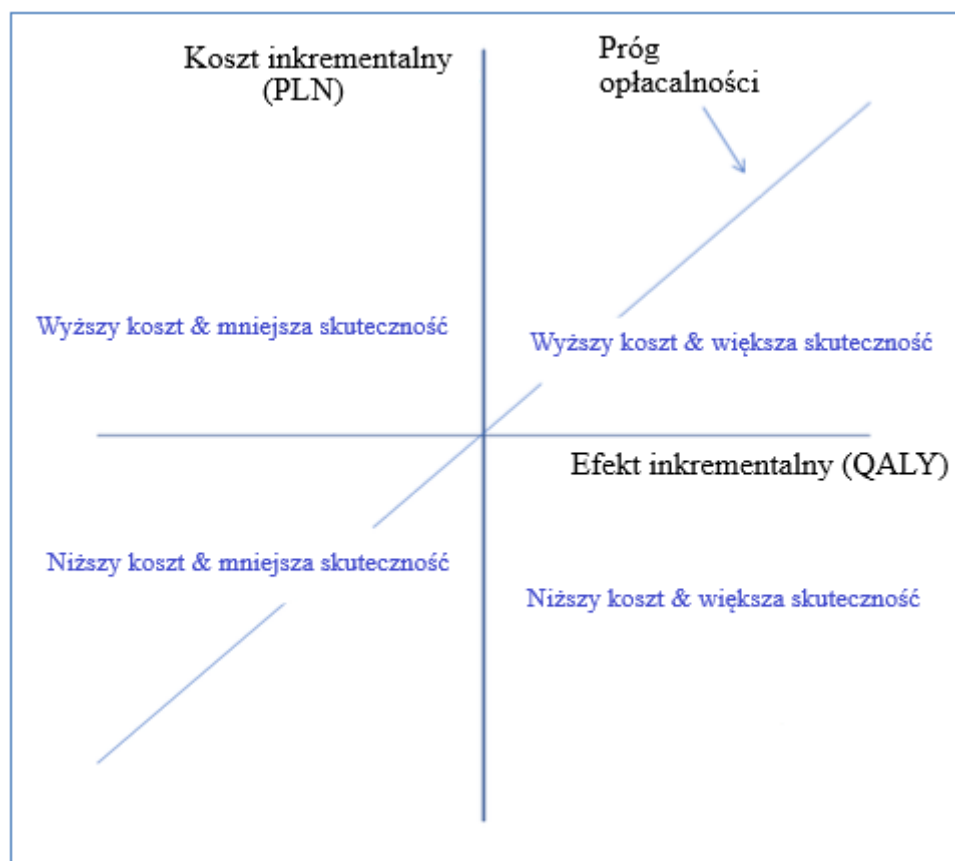 Koszt inkrementalny
(PLN)
Próg
opłacalności
Wyższy koszt & mniejsza skuteczność
Wyższy koszt & większa skuteczność
Efekt inkrementalny (QALY)
Niższy koszt & mniejsza skuteczność
Niższy koszt & większa skuteczność